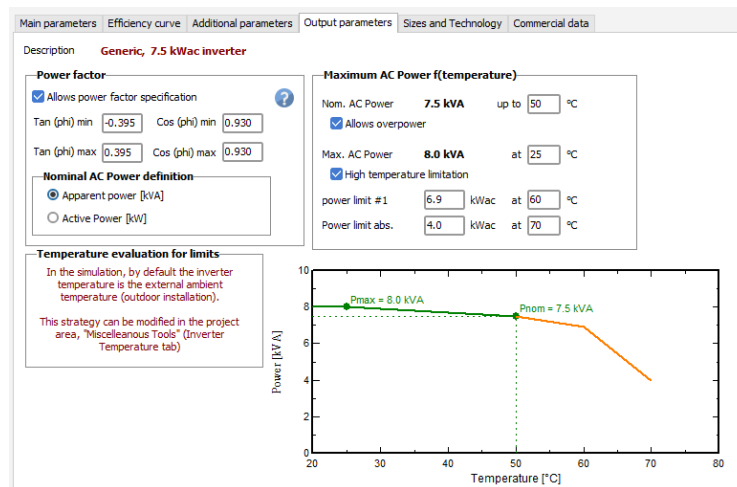 Main parameters Efficiency curve Additional parameters Output parameters Sizes and Technology Commercial data
Description Generic, 7.5 kWac inverter
Power factor
Allows power factor specification
?
Tan (phi) min -0.395 Cos (phi) min 0.930
Tan (phi) max 0.395 Cos (phi) max 0.930
Nominal AC Power definition
Apparent power [kVA]
Active Power [kW]
Maximum AC Power f(temperature)
Nom. AC Power 7.5 kVA up to 50 °C
Allows overpower
Max. AC Power 8.0 kVA at 25 °C
High temperature limitation
power limit #1 6.9 kWac at 60 °C
Power limit abs. 4.0 kWac at 70 °C
Temperature evaluation for limits
In the simulation, by default the inverter
temperature is the external ambient
temperature (outdoor installation).
This strategy can be modified in the project
area, "Miscelleanous Tools" (Inverter
Temperature tab)
10
8
6
4
2
0
Power [kVA]
Pmax = 8.0 kVA
Pnom = 7.5 kVA
20 30 40 50 60 70 80
Temperature [°C]